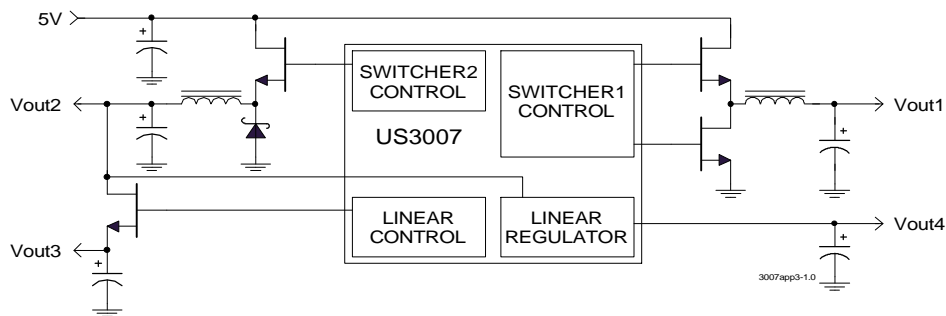 5V
SWITCHER2
CONTROL
SWITCHER1
CONTROL
Vout2
Vout1
US3007
LINEAR
CONTROL
LINEAR
REGULATOR
Vout4
Vout3
3007app3-1.0